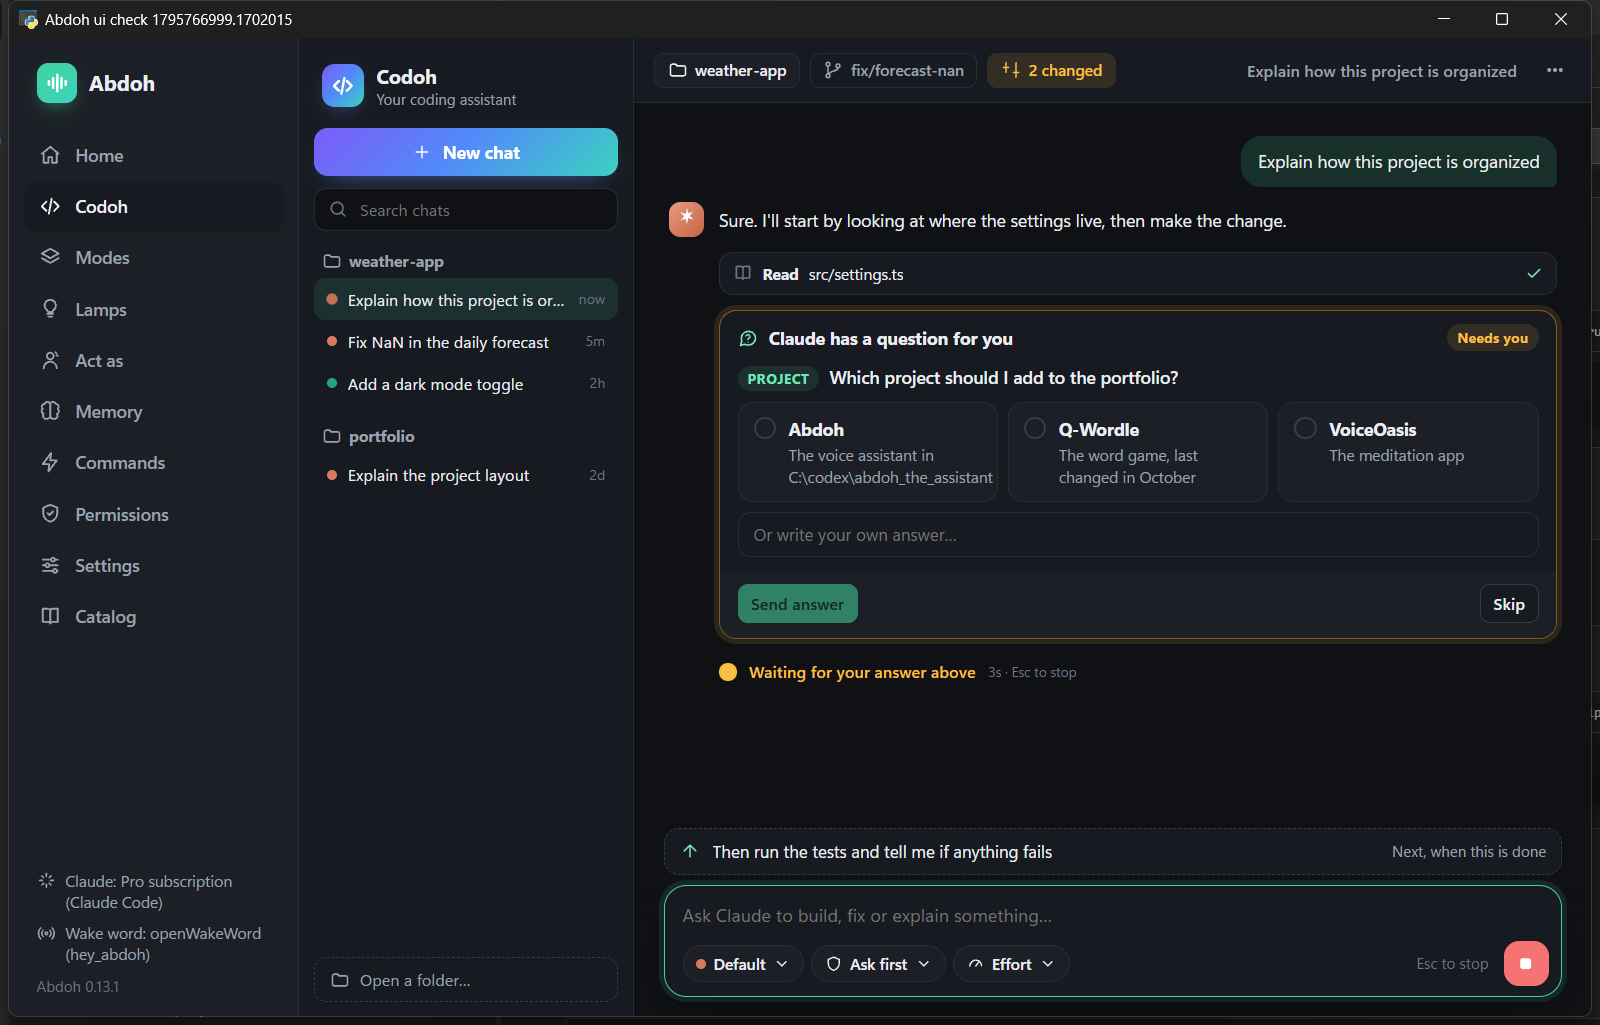 Abdoh ui check 1795766999.1702015
Abdoh
Home
Codoh
Modes
Lamps
Act as
Memory
Commands
Permissions
Settings
Catalog
Claude: Pro subscription
(Claude Code)
Wake word: openWakeWord
(hey_abdoh)
Abdoh 0.13.1
Codoh
Your coding assistant
+ New chat
Search chats
weather-app
Explain how this project is or... now
Fix NaN in the daily forecast 5m
Add a dark mode toggle 2h
portfolio
Explain the project layout 2d
Open a folder...
weather-app fix/forecast-nan 2 changed Explain how this project is organized
Explain how this project is organized
Sure. I'll start by looking at where the settings live, then make the change.
Read src/settings.ts
Claude has a question for you Needs you
PROJECT Which project should I add to the portfolio?
Abdoh
The voice assistant in
C:\codex\abdoh_the_assistant
Q-Wordle
The word game, last
changed in October
VoiceOasis
The meditation app
Or write your own answer...
Send answer Skip
Waiting for your answer above 3s · Esc to stop
Then run the tests and tell me if anything fails Next, when this is done
Ask Claude to build, fix or explain something...
Default Ask first Effort Esc to stop